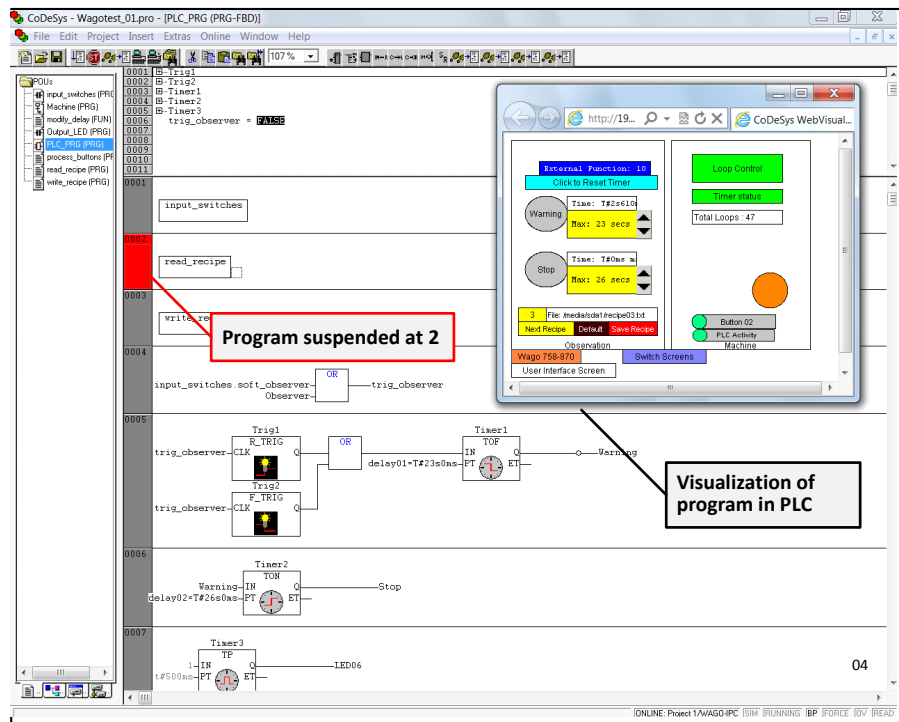 CoDeSys - Wagotest_01.pro - [PLC_PRG (PRG-FBD)]
File Edit Project Insert Extras Online Window Help
107 %
POUs
input_switches (PRG
Machine (PRG)
modify_delay (FUN)
Output_LED (PRG)
PLC_PRG (PRG)
process_buttons (PF
read_recipe (PRG)
write_recipe (PRG)
0001 Trig1
0002 Trig2
0003 Timer1
0004 Timer2
0005 Timer3
0006 trig_observer = FALSE
0007
0008
0009
0010
0011
0001
input_switches
0002
read_recipe
0003
write_re
Program suspended at 2
0004
OR
input_switches.soft_observer
trig_observer
Observer
0005
Trig1
R_TRIG
trig_observer CLK Q
OR
Timer1
TOF
IN Q
Warning
delay01=T#23s0ms PT ET
Trig2
F_TRIG
trig_observer CLK Q
0006
Timer2
TON
Warning IN Q Stop
delay02=T#26s0ms PT ET
0007
Timer3
TP
1 IN Q LED06
t#500ms PT ET
http://19...
CoDeSys WebVisual...
External Function: 10
Click to Reset Timer
Warning
Time: T#2s610
Max: 23 secs
Stop
Time: T#0ms m
Max: 26 secs
3 File: /media/sda1/recipe03.txt
Next Recipe Default Save Recipe
Observation
Loop Control
Timer status
Total Loops : 47
Button 02
PLC Activity
Machine
Wago 758-870
Switch Screens
User Interface Screen
Visualization of
program in PLC
04
ONLINE: Project 1/WAGO-IPC SIM RUNNING BP FORCE OV READ